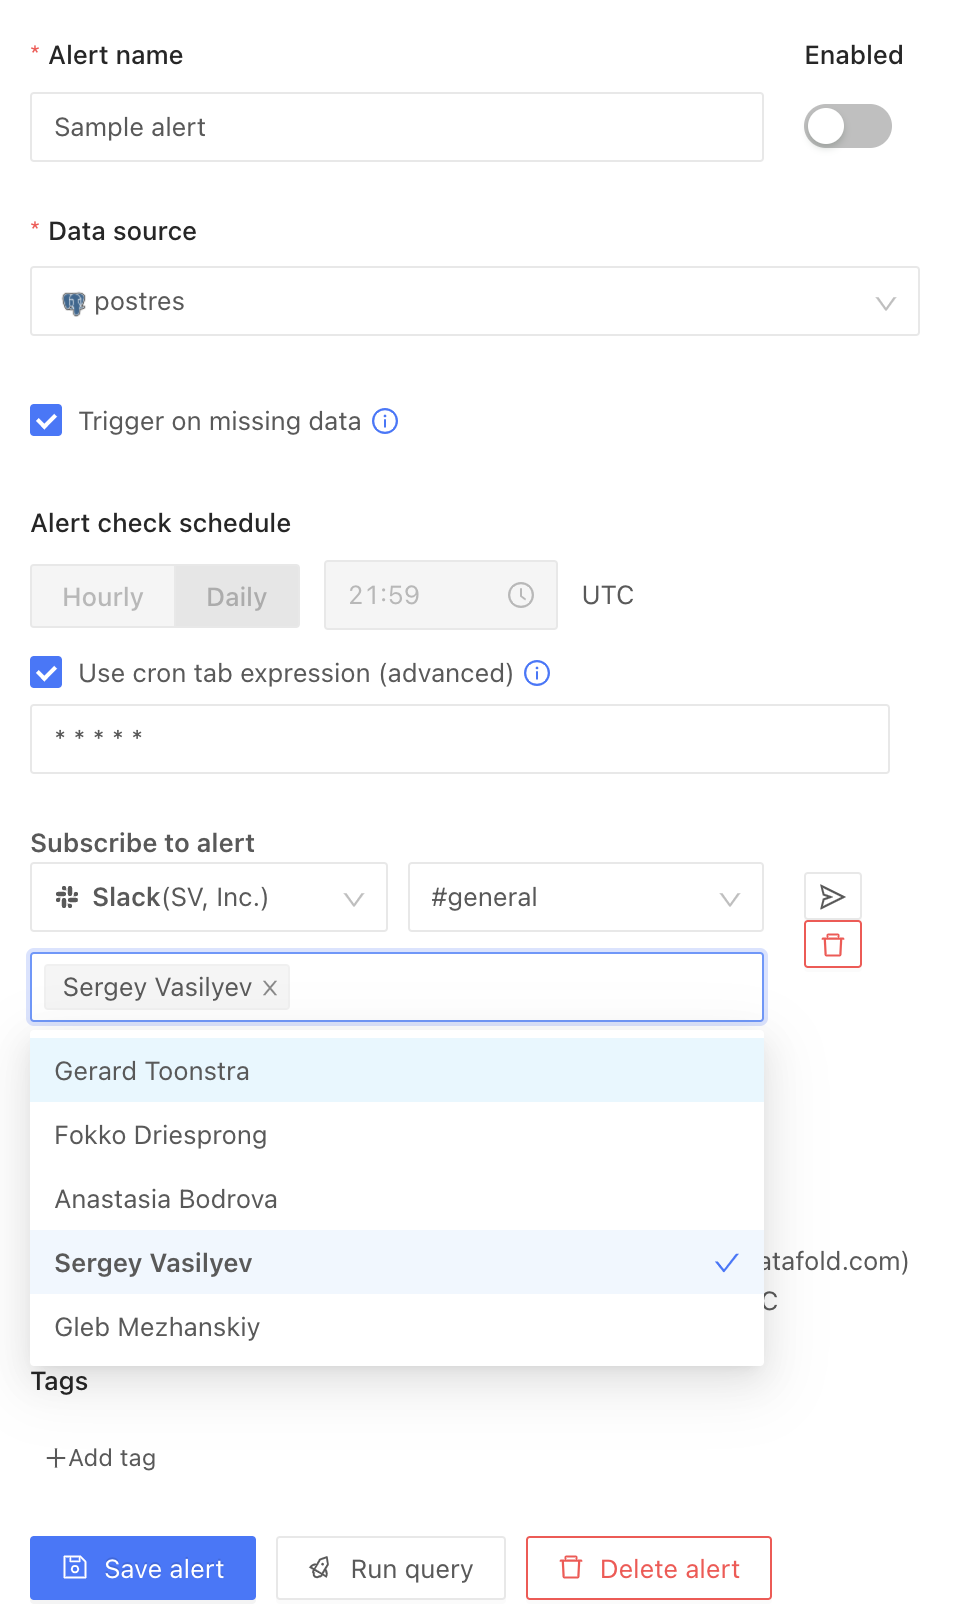 * Alert name
Enabled
Sample alert
* Data source
postres
Trigger on missing data
Alert check schedule
Hourly
Daily
21:59
UTC
Use cron tab expression (advanced)
* * * * *
Subscribe to alert
Slack(SV, Inc.)
#general
Sergey Vasilyev
Gerard Toonstra
Fokko Driesprong
Anastasia Bodrova
Sergey Vasilyev
atafold.com)
C
Gleb Mezhanskiy
Tags
+Add tag
Save alert
Run query
Delete alert